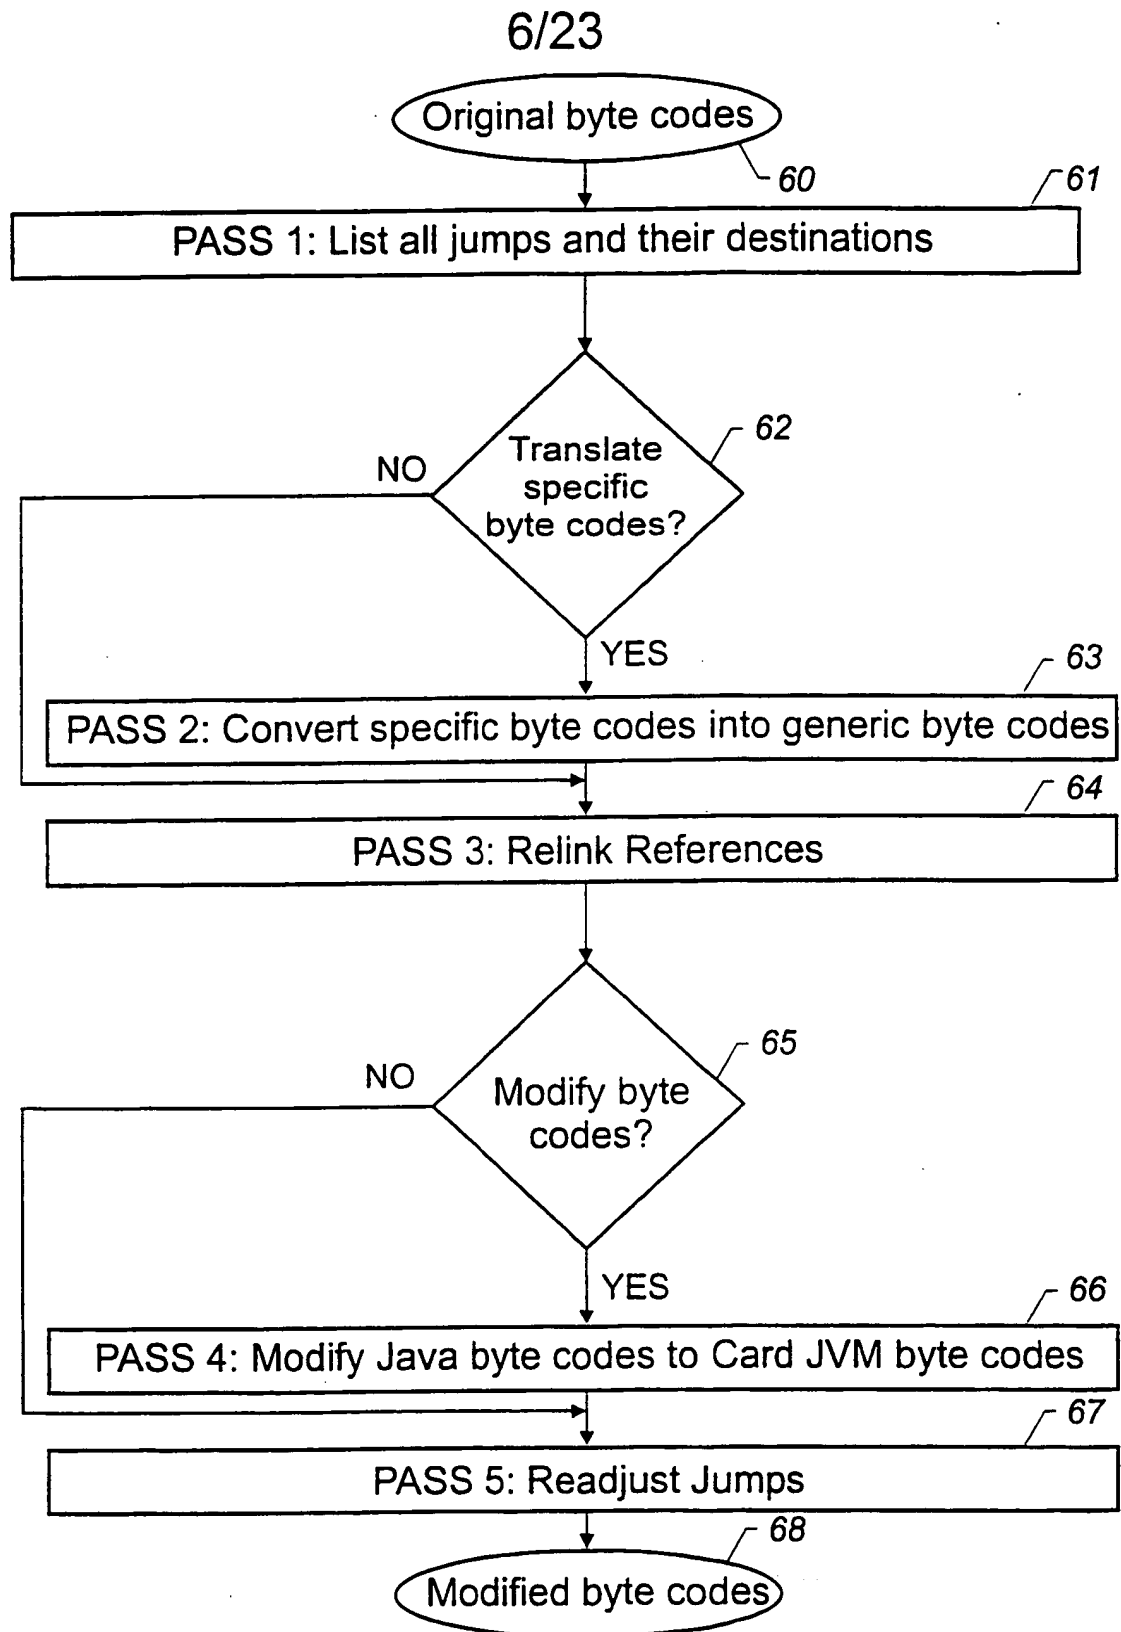 6/23
Original byte codes
60
61
PASS 1: List all jumps and their destinations
62
Translate
specific
byte codes?
NO
YES
63
PASS 2: Convert specific byte codes into generic byte codes
64
PASS 3: Relink References
65
NO
Modify byte
codes?
YES
66
PASS 4: Modify Java byte codes to Card JVM byte codes
67
PASS 5: Readjust Jumps
68
Modified byte codes